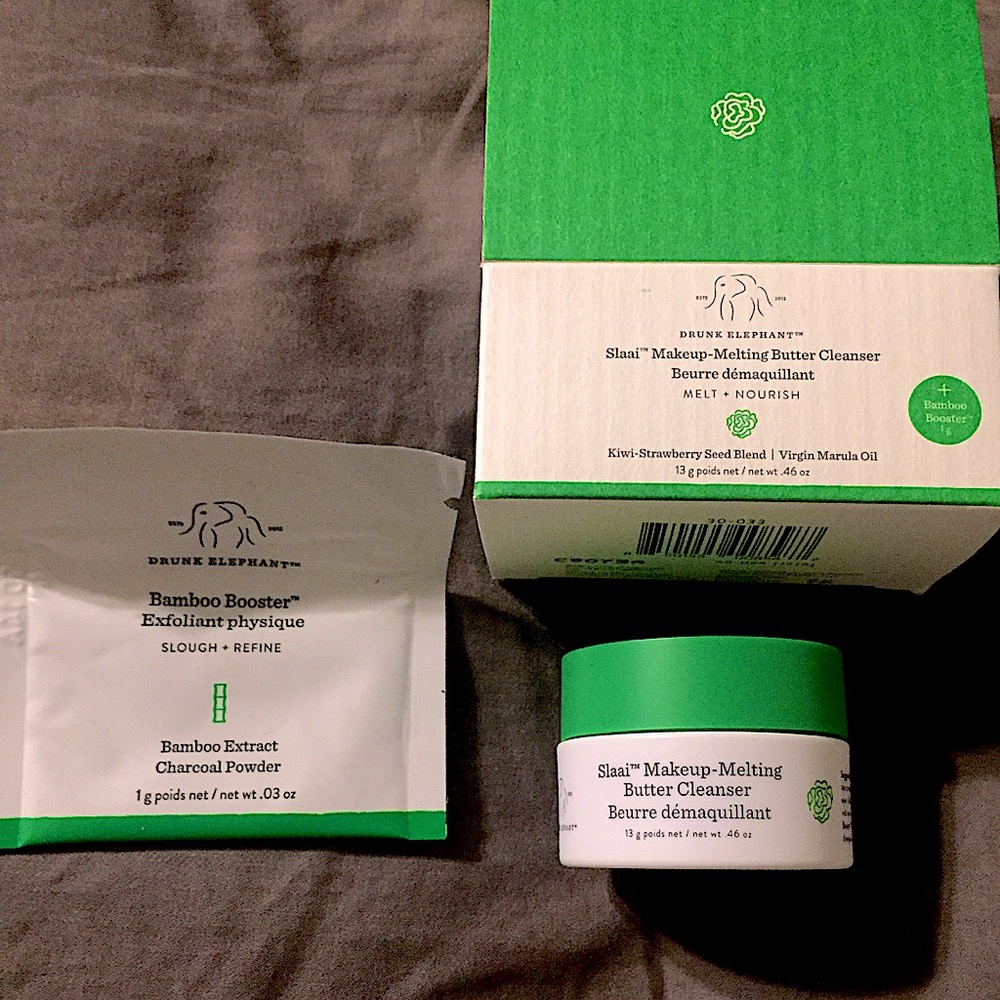 ESTD 2012
DRUNK ELEPHANT™
Slaai™ Makeup-Melting Butter Cleanser
Beurre démaquillant
MELT + NOURISH
Kiwi-Strawberry Seed Blend | Virgin Marula Oil
13 g poids net / net wt .46 oz
+
Bamboo
Booster™
1 g
30-033
ESTD 2012
DRUNK ELEPHANT™
Bamboo Booster™
Exfoliant physique
SLOUGH + REFINE
Bamboo Extract
Charcoal Powder
1 g poids net / net wt .03 oz
Slaai™ Makeup-Melting
Butter Cleanser
Beurre démaquillant
13 g poids net / net wt .46 oz